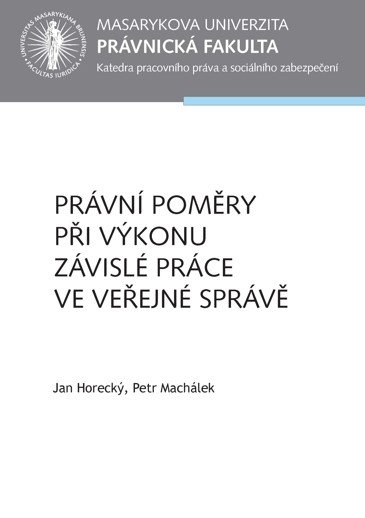 MASARYKOVA UNIVERZITA
PRÁVNICKÁ FAKULTA
Katedra pracovního práva a sociálního zabezpečení
UNIVERSITAS MASARYKIANA BRUNENSIS
FACULTAS IURIDICA
PRÁVNÍ POMĚRY
PŘI VÝKONU
ZÁVISLÉ PRÁCE
VE VEŘEJNÉ SPRÁVĚ
Jan Horecký, Petr Machálek